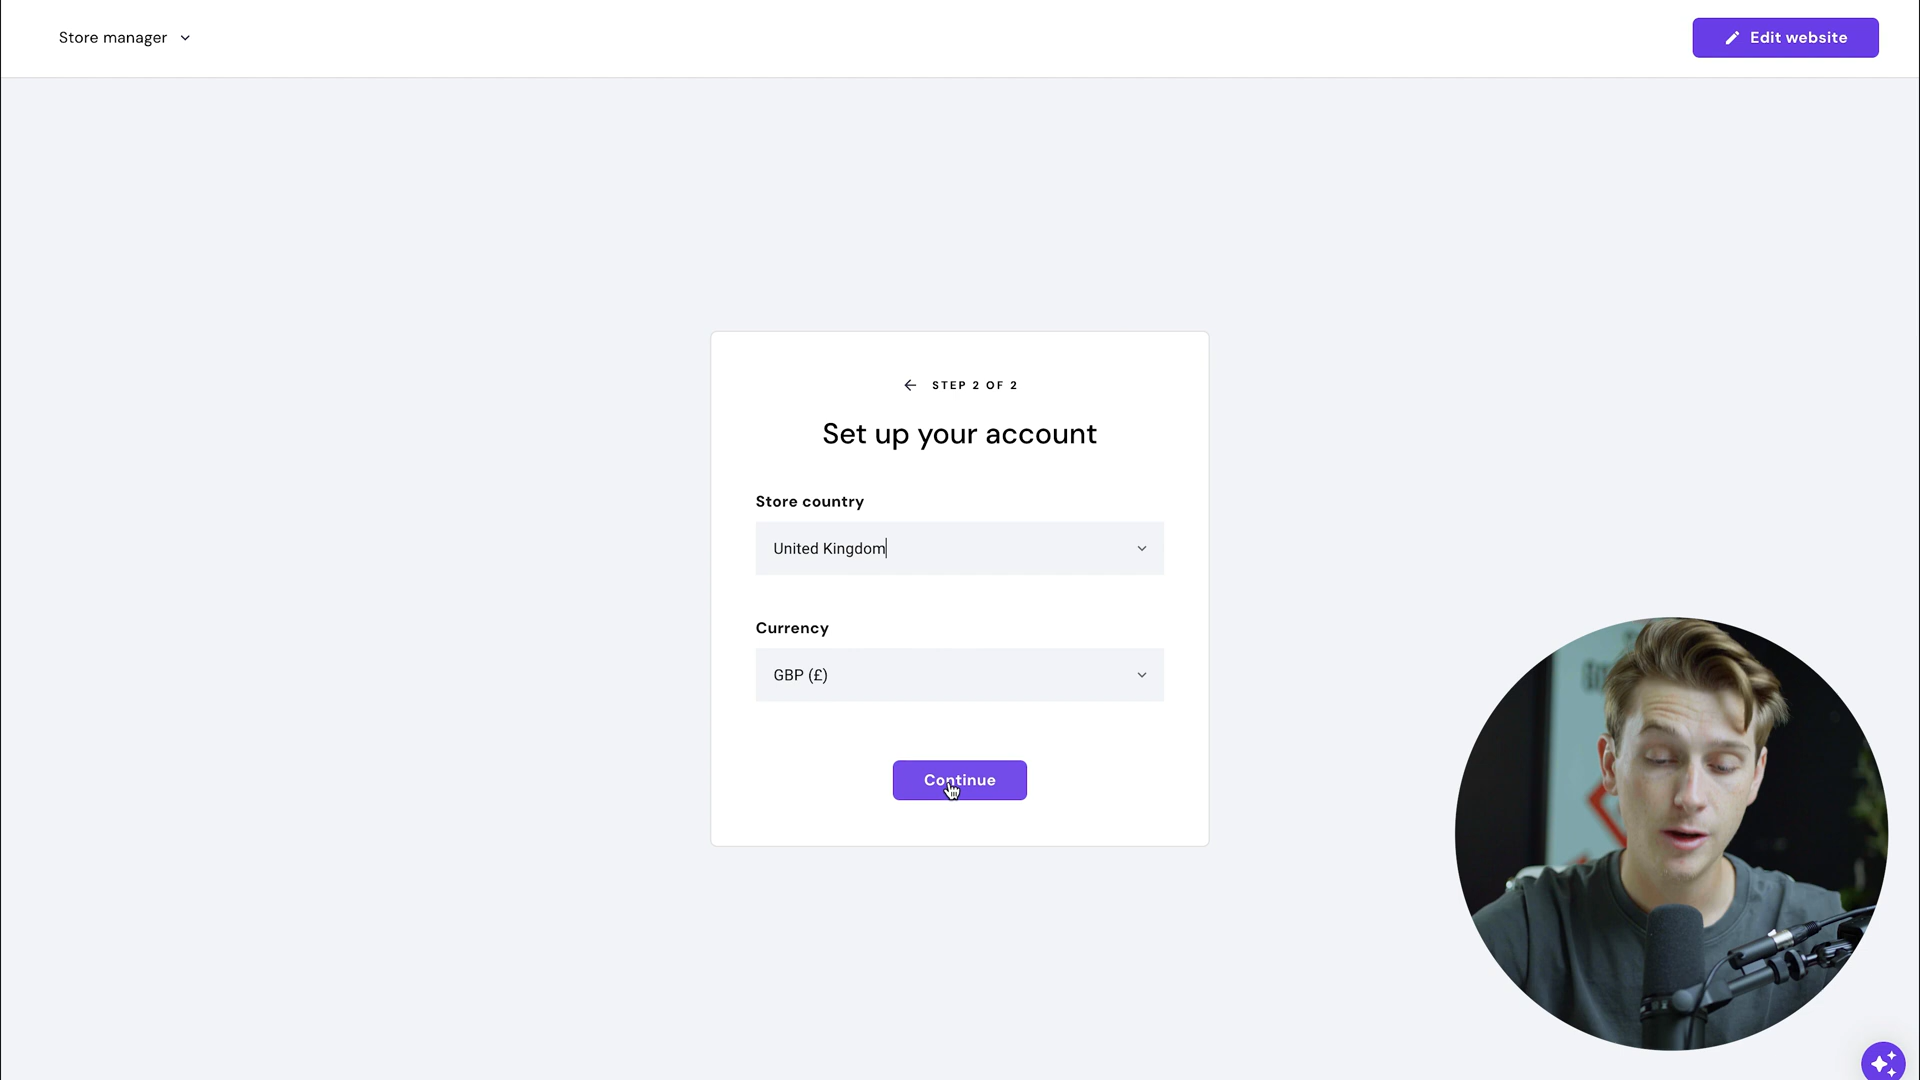 Store manager
Edit website
STEP 2 OF 2
Set up your account
Store country
United Kingdom
Currency
GBP (£)
Continue